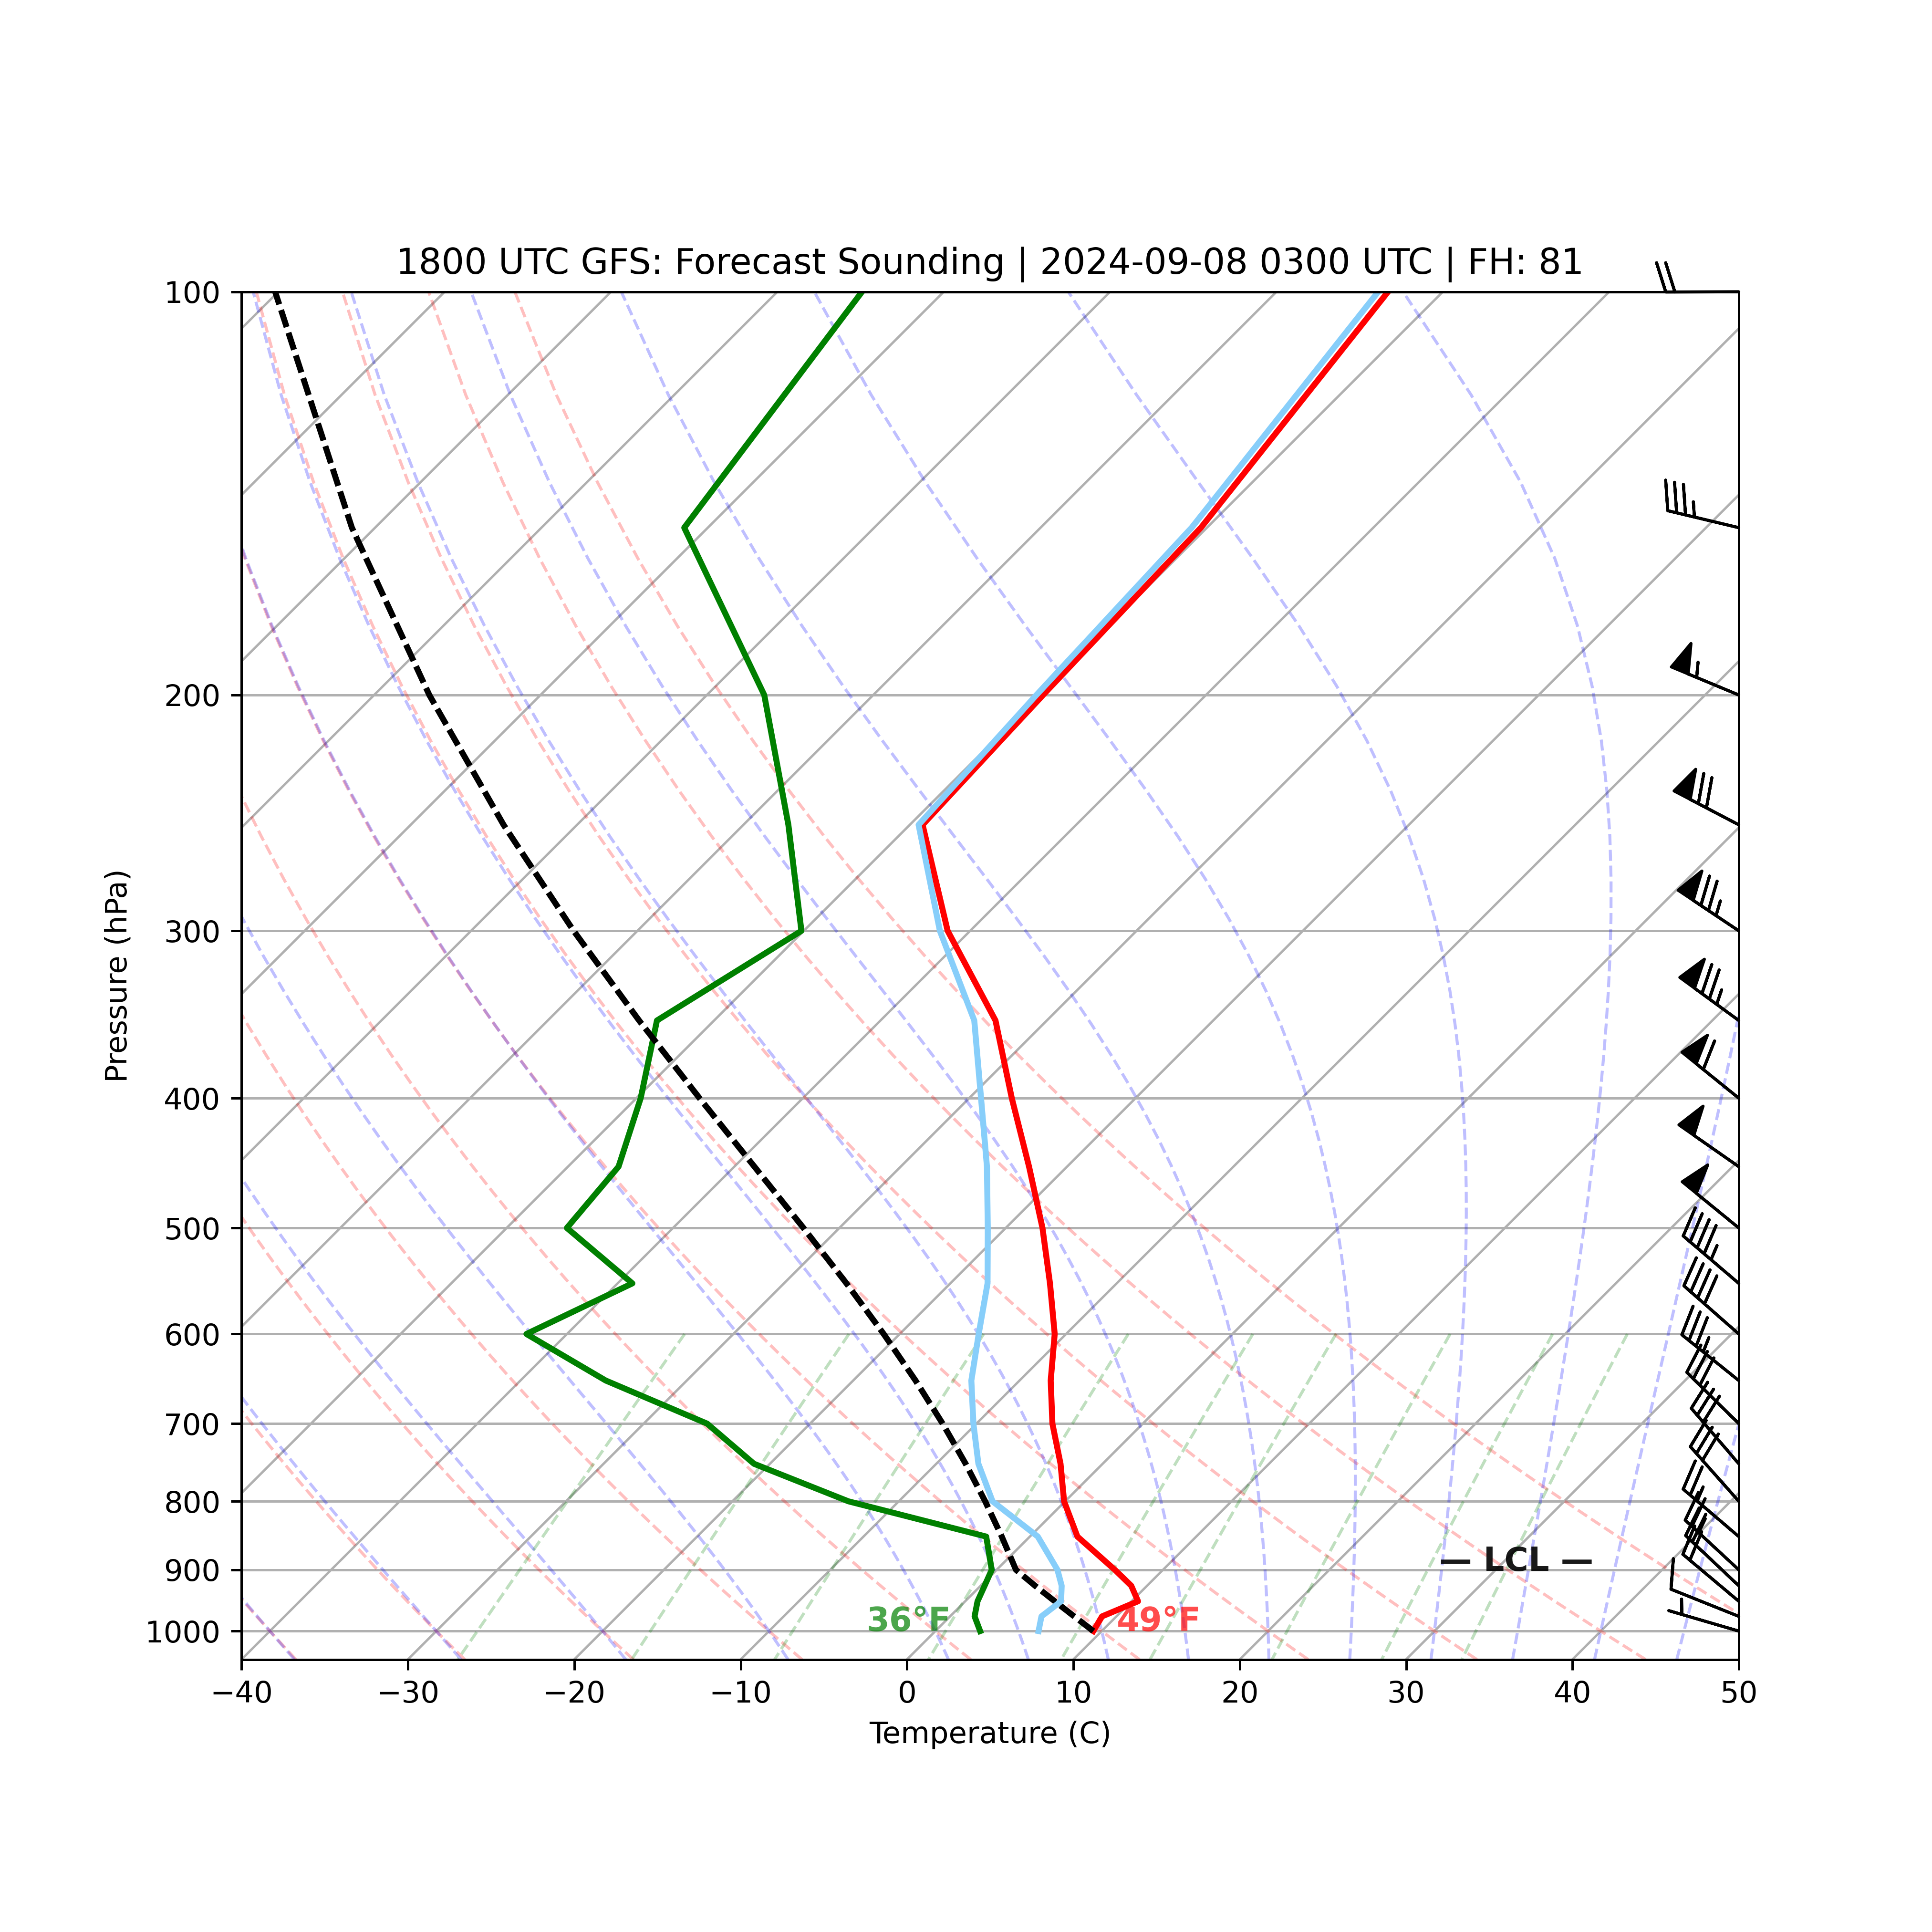 1800 UTC GFS: Forecast Sounding | 2024-09-08 0300 UTC | FH: 81
100
200
300
400
500
600
700
800
900
1000
Pressure (hPa)
— LCL —
36°F
49°F
−40 −30 −20 −10 0 10 20 30 40 50
Temperature (C)